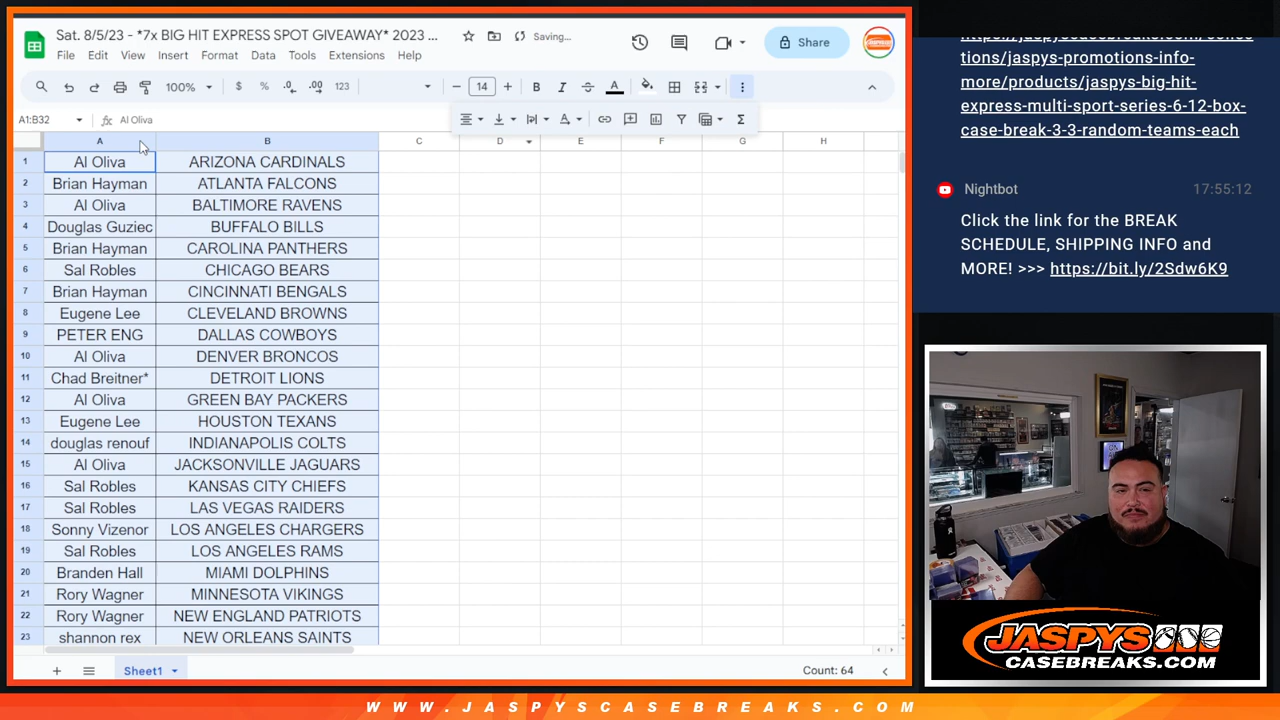 Sat. 8/5/23 - *7x BIG HIT EXPRESS SPOT GIVEAWAY* 2023 ...
Saving...
Share
File Edit View Insert Format Data Tools Extensions Help
100% $ % .0 .00 123 14 B I A
A1:B32 fx Al Oliva
A B C D E F G H
1 Al Oliva ARIZONA CARDINALS
2 Brian Hayman ATLANTA FALCONS
3 Al Oliva BALTIMORE RAVENS
4 Douglas Guziec BUFFALO BILLS
5 Brian Hayman CAROLINA PANTHERS
6 Sal Robles CHICAGO BEARS
7 Brian Hayman CINCINNATI BENGALS
8 Eugene Lee CLEVELAND BROWNS
9 PETER ENG DALLAS COWBOYS
10 Al Oliva DENVER BRONCOS
11 Chad Breitner* DETROIT LIONS
12 Al Oliva GREEN BAY PACKERS
13 Eugene Lee HOUSTON TEXANS
14 douglas renouf INDIANAPOLIS COLTS
15 Al Oliva JACKSONVILLE JAGUARS
16 Sal Robles KANSAS CITY CHIEFS
17 Sal Robles LAS VEGAS RAIDERS
18 Sonny Vizenor LOS ANGELES CHARGERS
19 Sal Robles LOS ANGELES RAMS
20 Branden Hall MIAMI DOLPHINS
21 Rory Wagner MINNESOTA VIKINGS
22 Rory Wagner NEW ENGLAND PATRIOTS
23 shannon rex NEW ORLEANS SAINTS
Sheet1
Count: 64
tions/jaspys-promotions-info-
more/products/jaspys-big-hit-
express-multi-sport-series-6-12-box-
case-break-3-3-random-teams-each
Nightbot 17:55:12
Click the link for the BREAK
SCHEDULE, SHIPPING INFO and
MORE! >>> https://bit.ly/2Sdw6K9
JASPYS
CASEBREAKS.COM
WWW.JASPYSCASEBREAKS.COM